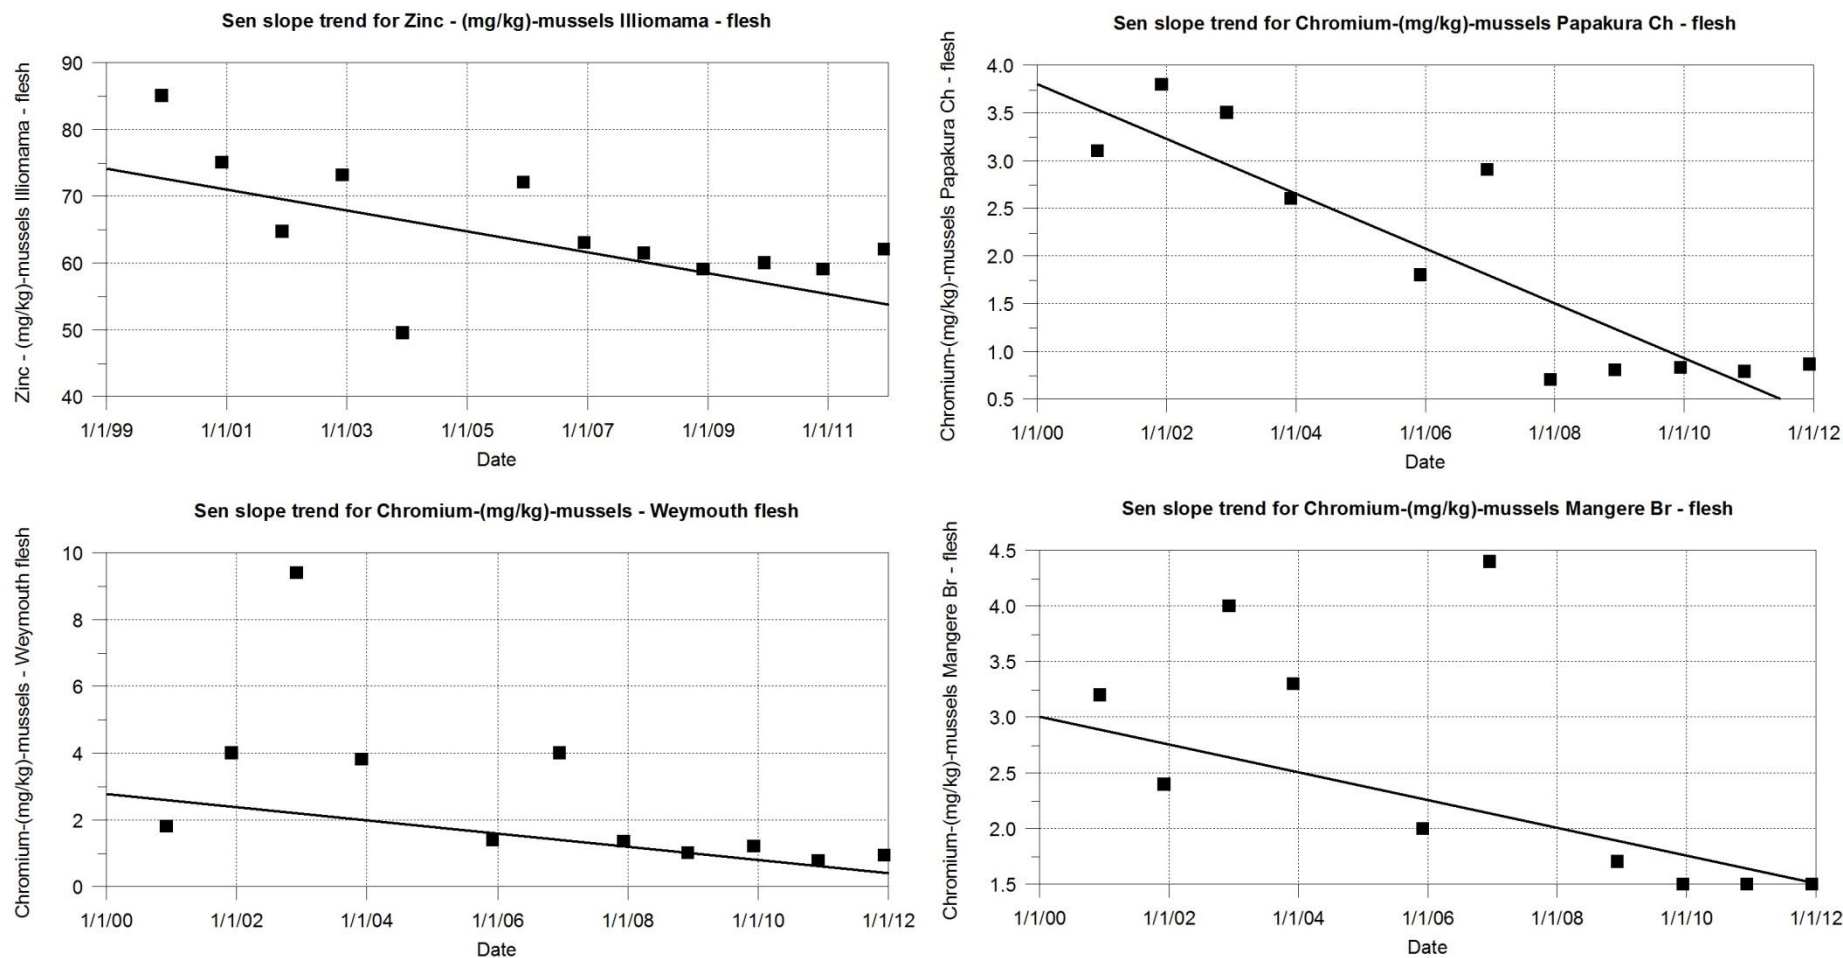 Sen slope trend for Zinc - (mg/kg)-mussels Illiomama - flesh
Zinc - (mg/kg)-mussels Illiomama - flesh
90
80
70
60
50
40
1/1/99 1/1/01 1/1/03 1/1/05 1/1/07 1/1/09 1/1/11
Date
Sen slope trend for Chromium-(mg/kg)-mussels Papakura Ch - flesh
Chromium-(mg/kg)-mussels Papakura Ch - flesh
4.0
3.5
3.0
2.5
2.0
1.5
1.0
0.5
1/1/00 1/1/02 1/1/04 1/1/06 1/1/08 1/1/10 1/1/12
Date
Sen slope trend for Chromium-(mg/kg)-mussels - Weymouth flesh
Chromium-(mg/kg)-mussels - Weymouth flesh
10
8
6
4
2
0
1/1/00 1/1/02 1/1/04 1/1/06 1/1/08 1/1/10 1/1/12
Date
Sen slope trend for Chromium-(mg/kg)-mussels Mangere Br - flesh
Chromium-(mg/kg)-mussels Mangere Br - flesh
4.5
4.0
3.5
3.0
2.5
2.0
1.5
1/1/00 1/1/02 1/1/04 1/1/06 1/1/08 1/1/10 1/1/12
Date